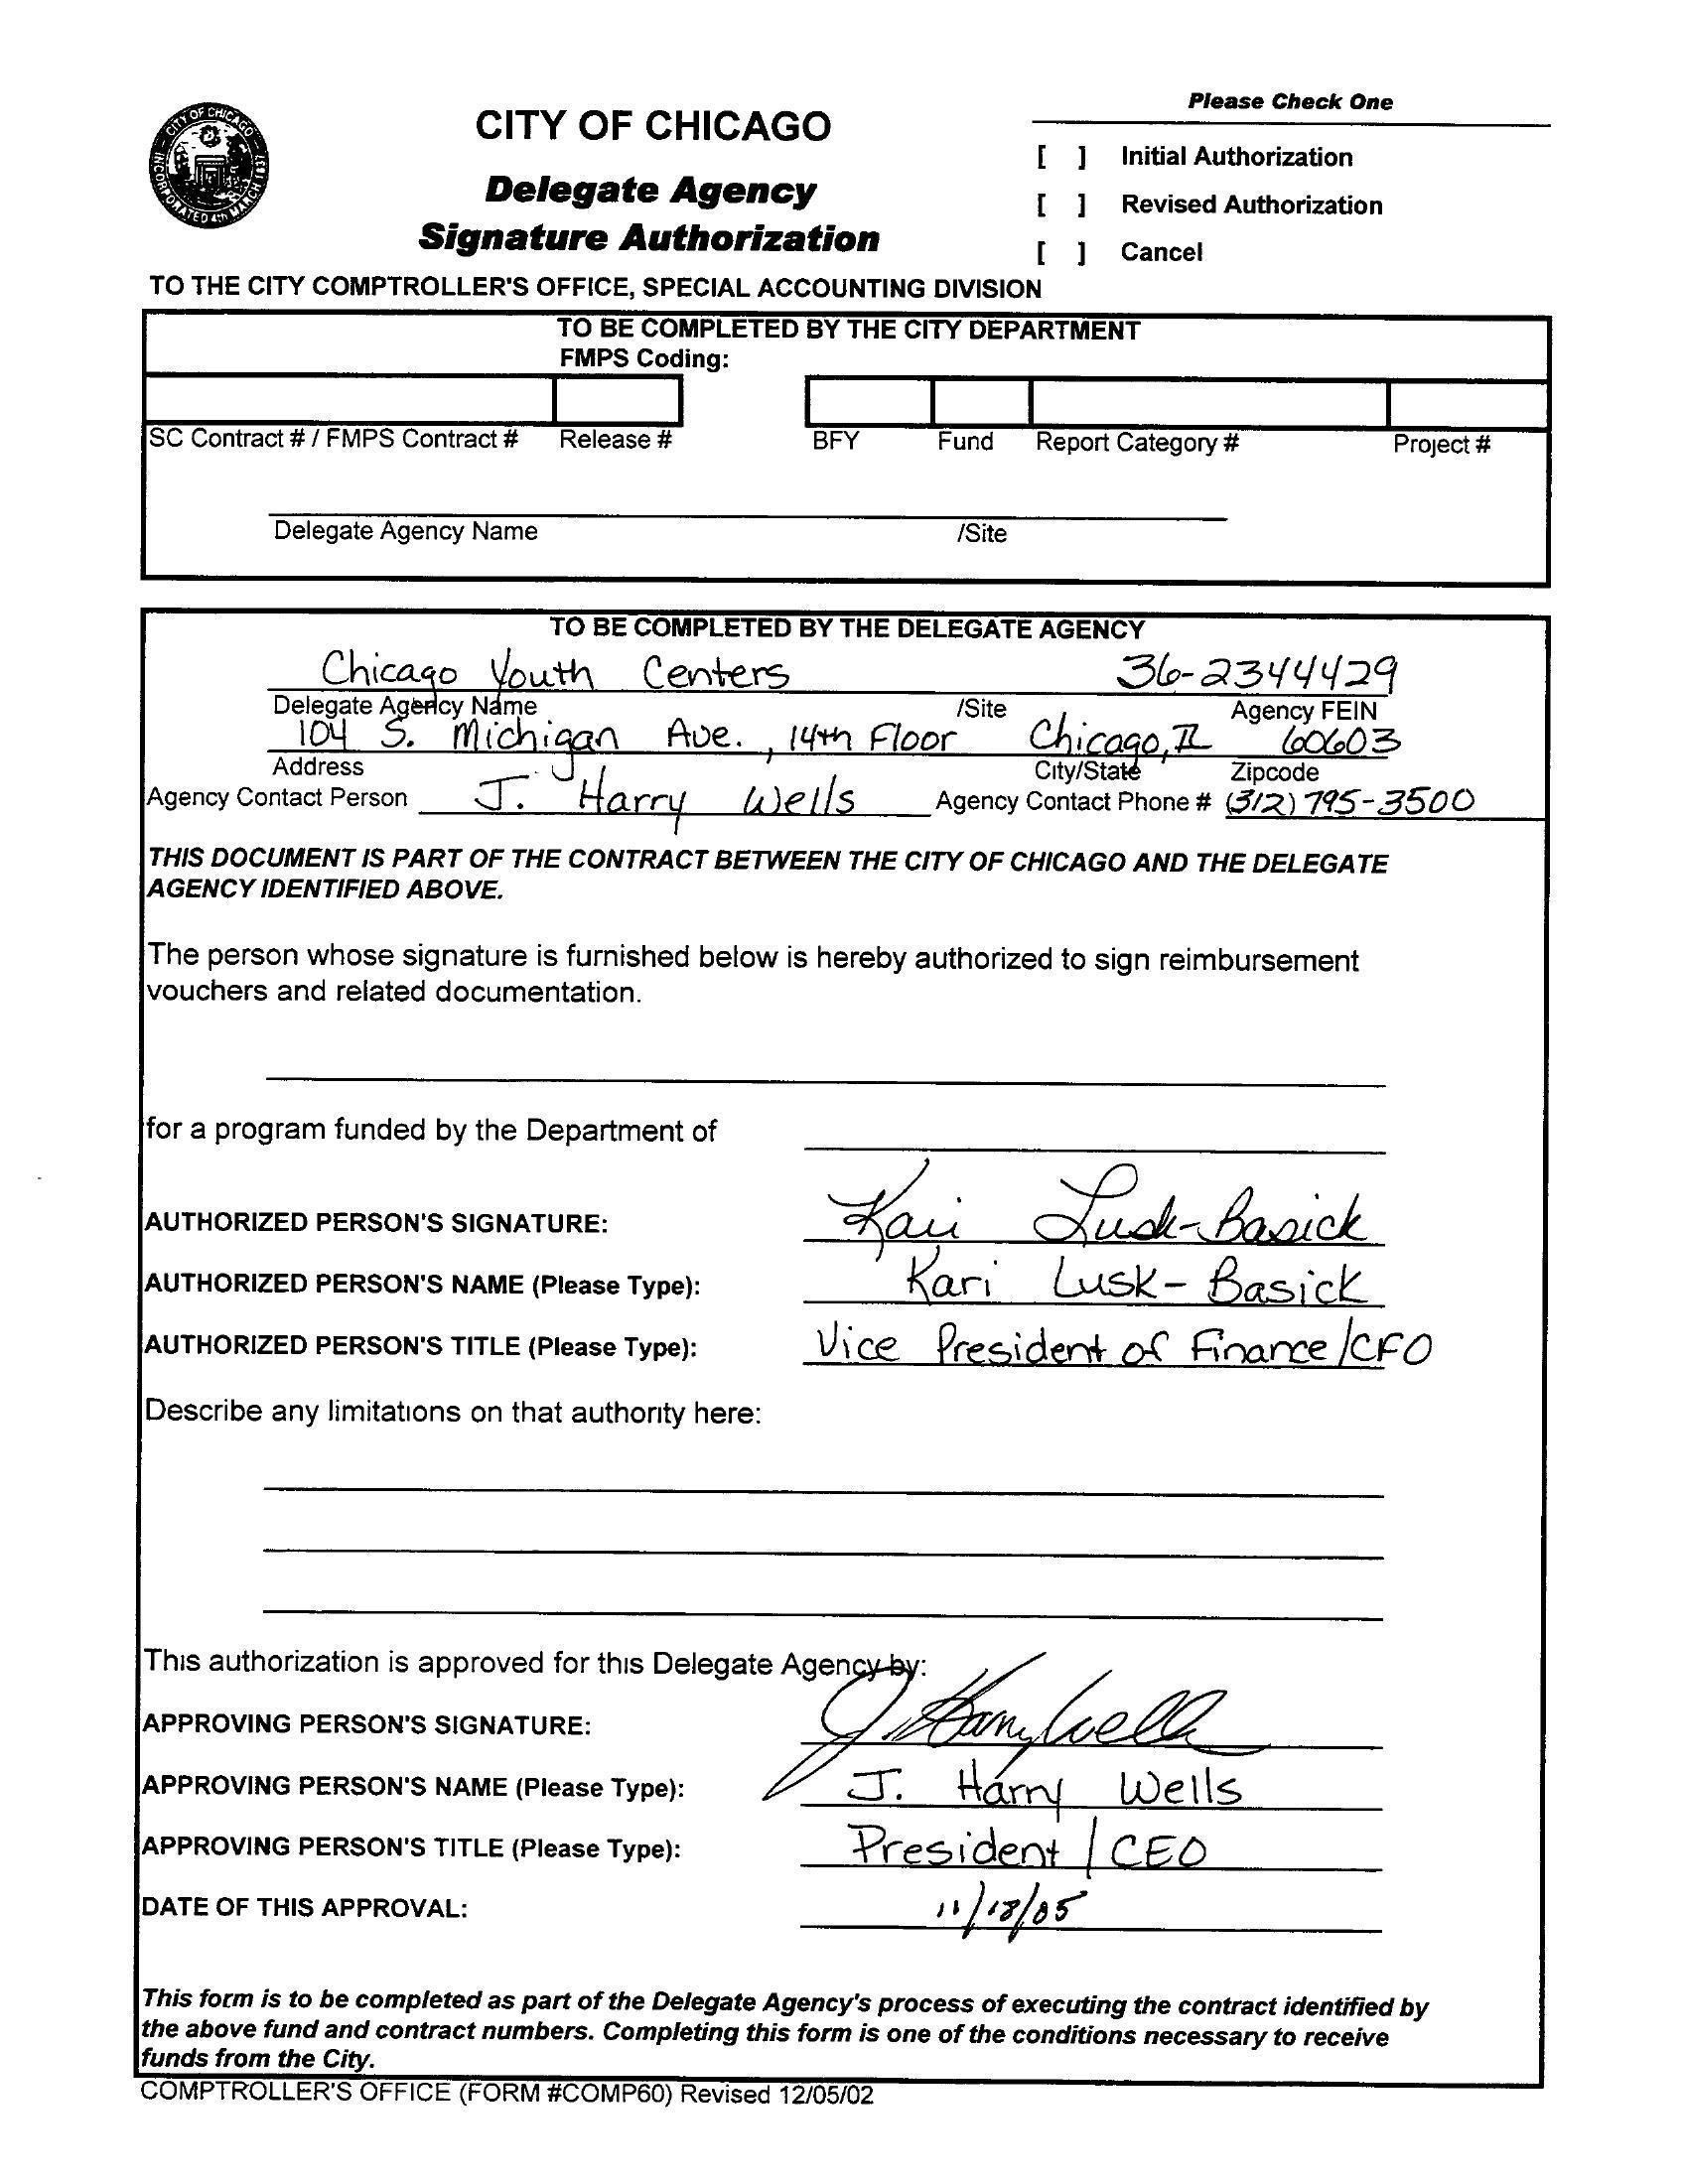 CITY OF CHICAGO
INCORPORATED 4th MARCH 1837
CITY OF CHICAGO
Delegate Agency
Signature Authorization
Please Check One
[ ] Initial Authorization
[ ] Revised Authorization
[ ] Cancel
TO THE CITY COMPTROLLER'S OFFICE, SPECIAL ACCOUNTING DIVISION
TO BE COMPLETED BY THE CITY DEPARTMENT
FMPS Coding:
SC Contract # / FMPS Contract # Release # BFY Fund Report Category # Project #
Delegate Agency Name /Site
TO BE COMPLETED BY THE DELEGATE AGENCY
Chicago Youth Centers 36-2344429
Delegate Agency Name /Site Agency FEIN
104 S. Michigan Ave., 14th Floor Chicago, IL 60603
Address City/State Zipcode
Agency Contact Person J. Harry Wells Agency Contact Phone # (312) 795-3500
THIS DOCUMENT IS PART OF THE CONTRACT BETWEEN THE CITY OF CHICAGO AND THE DELEGATE
AGENCY IDENTIFIED ABOVE.
The person whose signature is furnished below is hereby authorized to sign reimbursement
vouchers and related documentation.
for a program funded by the Department of
AUTHORIZED PERSON'S SIGNATURE: Kari Lusk-Basick
AUTHORIZED PERSON'S NAME (Please Type): Kari Lusk-Basick
AUTHORIZED PERSON'S TITLE (Please Type): Vice President of Finance/CFO
Describe any limitations on that authority here:
This authorization is approved for this Delegate Agency by:
APPROVING PERSON'S SIGNATURE: J. Harry Wells
APPROVING PERSON'S NAME (Please Type): J. Harry Wells
APPROVING PERSON'S TITLE (Please Type): President/CEO
DATE OF THIS APPROVAL: 11/18/05
This form is to be completed as part of the Delegate Agency's process of executing the contract identified by
the above fund and contract numbers. Completing this form is one of the conditions necessary to receive
funds from the City.
COMPTROLLER'S OFFICE (FORM #COMP60) Revised 12/05/02